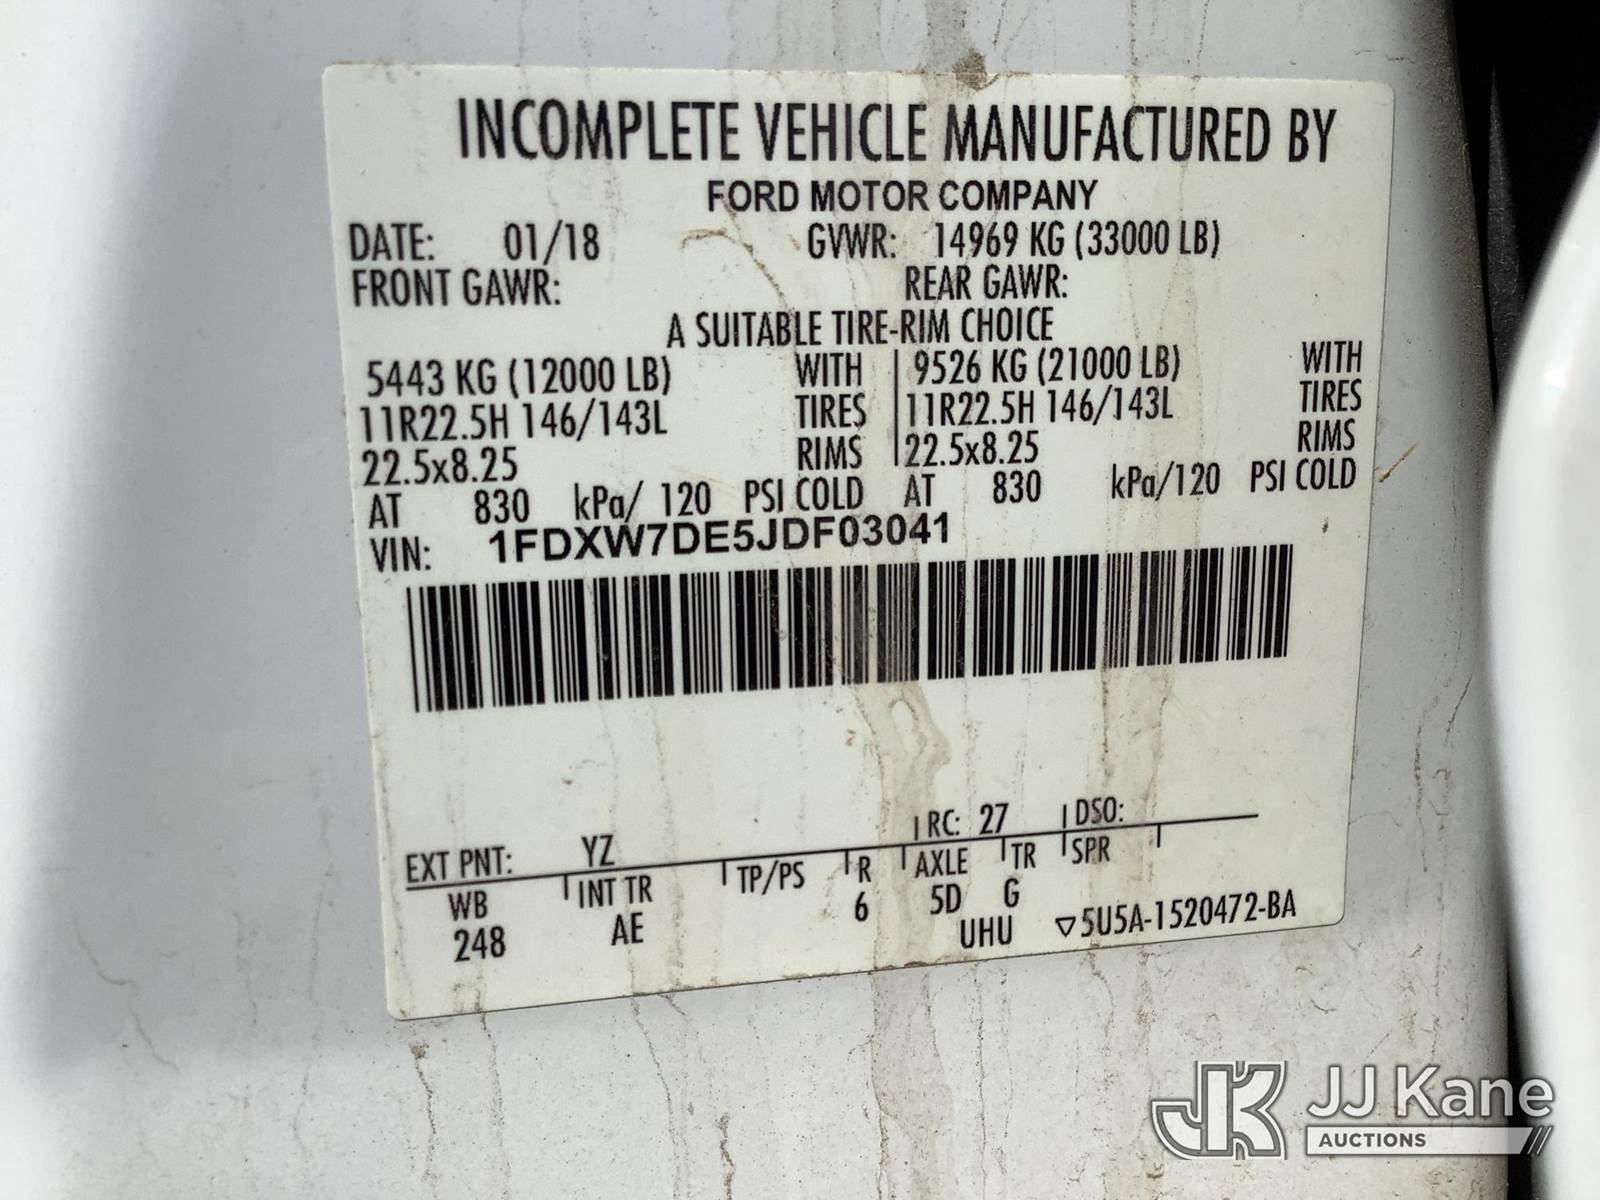 INCOMPLETE VEHICLE MANUFACTURED BY
FORD MOTOR COMPANY
DATE: 01/18 GVWR: 14969 KG (33000 LB)
FRONT GAWR: REAR GAWR:
A SUITABLE TIRE-RIM CHOICE
5443 KG (12000 LB) WITH 9526 KG (21000 LB) WITH
11R22.5H 146/143L TIRES 11R22.5H 146/143L TIRES
22.5x8.25 RIMS 22.5x8.25 RIMS
AT 830 kPa/ 120 PSI COLD AT 830 kPa/120 PSI COLD
VIN: 1FDXW7DE5JDF03041
RC: 27 DSO:
EXT PNT: YZ
WB INT TR TP/PS R AXLE TR SPR
248 AE 6 5D G
UHU ▽5U5A-1520472-BA
JK JJ Kane
AUCTIONS